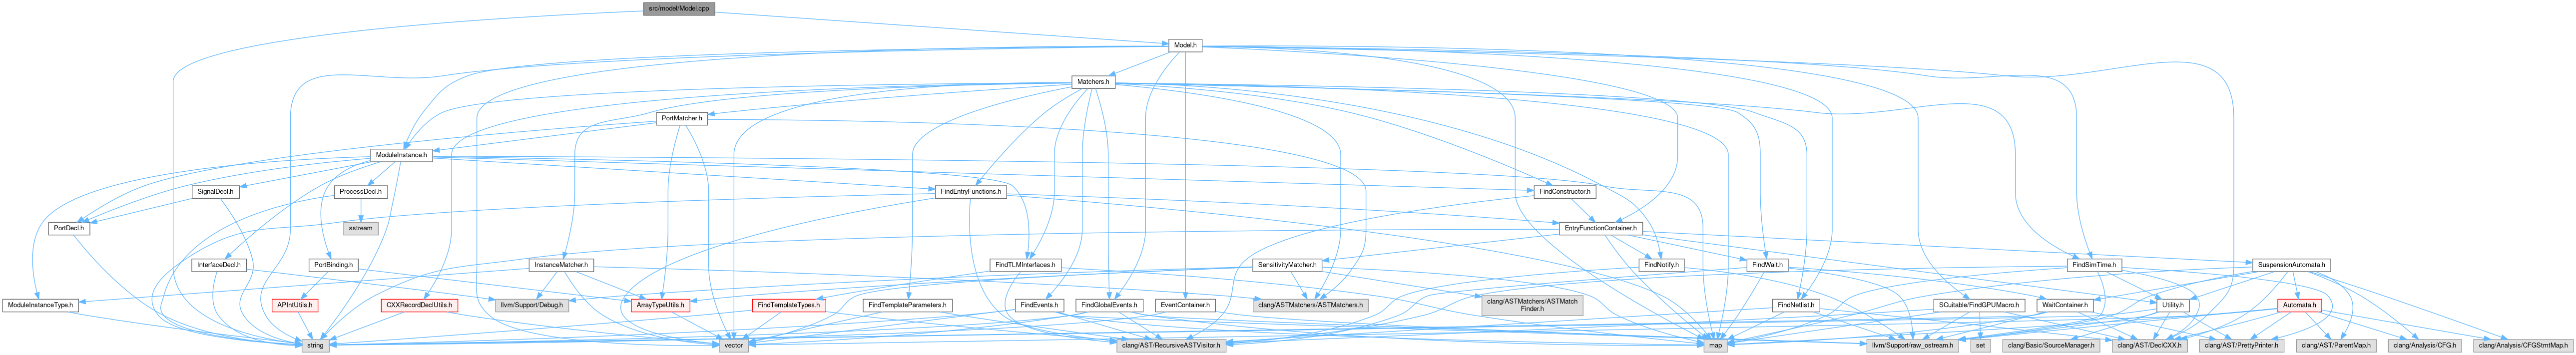 src/model/Model.cpp
Model.h
Matchers.h
PortMatcher.h
ModuleInstance.h
SignalDecl.h
ProcessDecl.h
FindEntryFunctions.h
FindConstructor.h
PortDecl.h
sstream
EntryFunctionContainer.h
InterfaceDecl.h
PortBinding.h
InstanceMatcher.h
FindTLMInterfaces.h
SensitivityMatcher.h
FindNotify.h
FindWait.h
FindSimTime.h
SuspensionAutomata.h
ModuleInstanceType.h
llvm/Support/Debug.h
APIntUtils.h
CXXRecordDeclUtils.h
ArrayTypeUtils.h
FindTemplateTypes.h
FindTemplateParameters.h
FindEvents.h
FindGlobalEvents.h
EventContainer.h
clang/ASTMatchers/ASTMatchers.h
clang/ASTMatchers/ASTMatch
Finder.h
FindNetlist.h
SCuitable/FindGPUMacro.h
WaitContainer.h
Utility.h
Automata.h
string
vector
clang/AST/RecursiveASTVisitor.h
map
llvm/Support/raw_ostream.h
set
clang/Basic/SourceManager.h
clang/AST/DeclCXX.h
clang/AST/PrettyPrinter.h
clang/AST/ParentMap.h
clang/Analysis/CFG.h
clang/Analysis/CFGStmtMap.h